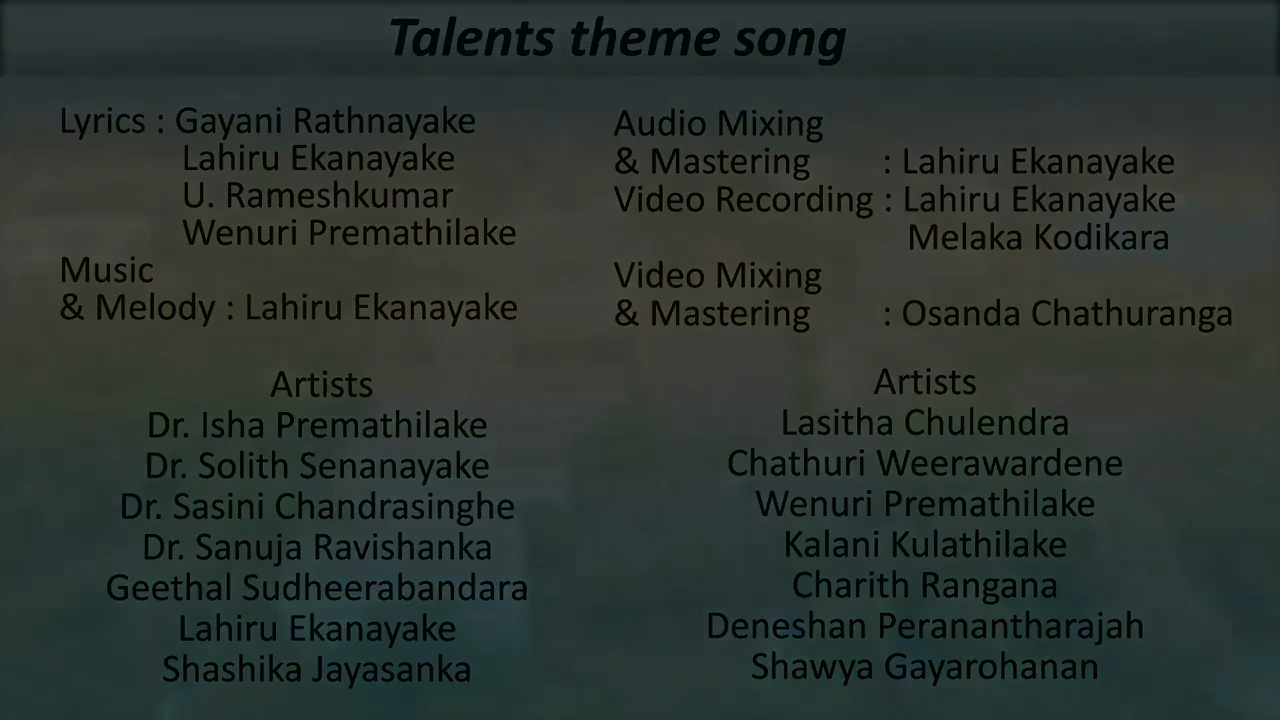 Talents theme song
Lyrics : Gayani Rathnayake
Lahiru Ekanayake
U. Rameshkumar
Wenuri Premathilake
Music
& Melody : Lahiru Ekanayake
Audio Mixing
& Mastering : Lahiru Ekanayake
Video Recording : Lahiru Ekanayake
Melaka Kodikara
Video Mixing
& Mastering : Osanda Chathuranga
Artists
Dr. Isha Premathilake
Dr. Solith Senanayake
Dr. Sasini Chandrasinghe
Dr. Sanuja Ravishanka
Geethal Sudheerabandara
Lahiru Ekanayake
Shashika Jayasanka
Artists
Lasitha Chulendra
Chathuri Weerawardene
Wenuri Premathilake
Kalani Kulathilake
Charith Rangana
Deneshan Peranantharajah
Shawya Gayarohanan